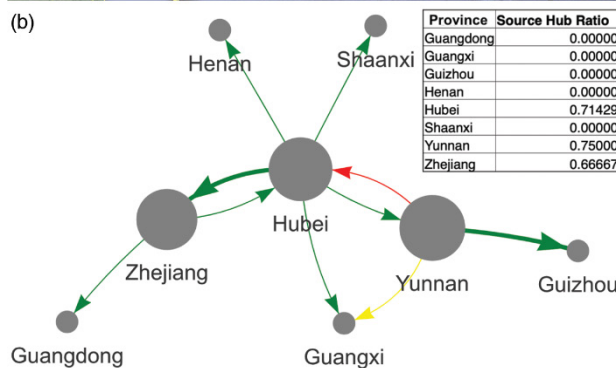 (b)
Province Source Hub Ratio
Guangdong 0.00000
Guangxi 0.00000
Guizhou 0.00000
Henan 0.00000
Hubei 0.71429
Shaanxi 0.00000
Yunnan 0.75000
Zhejiang 0.66667
Henan
Shaanxi
Hubei
Zhejiang
Yunnan
Guizhou
Guangdong
Guangxi